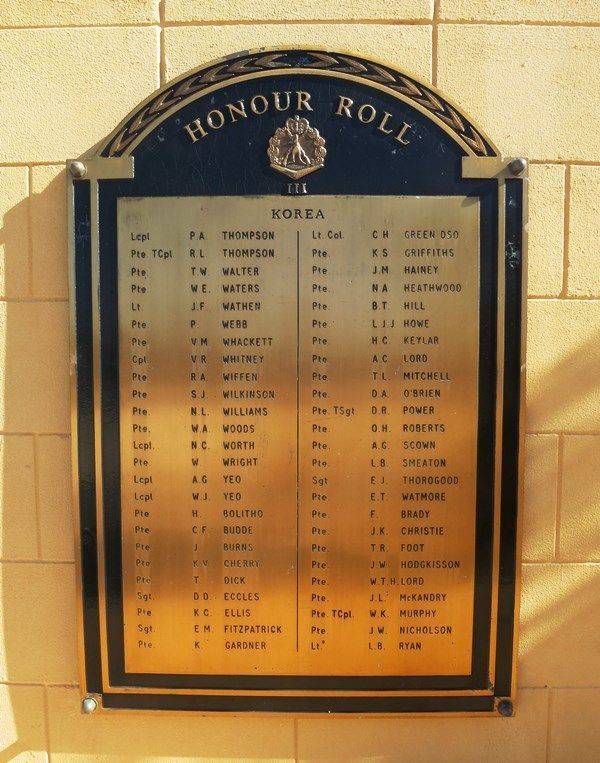 HONOUR ROLL
III
KOREA
Lcpl P A. THOMPSON
Pte. TCpl R.L THOMPSON
Pte T W. WALTER
Pte W E. WATERS
Lt. J.F WATHEN
Pte P. WEBB
Pte V M WHACKETT
Cpl V R WHITNEY
Pte R A. WIFFEN
Pte S.J. WILKINSON
Pte. N.L. WILLIAMS
Pte. W.A. WOODS
Lcpl. N.C. WORTH
Pte W WRIGHT
Lcpl A.G YEO
Lcpl W.J. YEO
Pte H. BOLITHO
Pte C F. BUDDE
Pte J BURNS
Pte K V CHERRY
Pte T. DICK
Sgt. D D. ECCLES
Pte K C. ELLIS
Sgt. E M. FITZPATRICK
Pte K GARDNER
Lt. Col. C H GREEN DSO
Pte. K S GRIFFITHS
Pte. J.M HAINEY
Pte. N A HEATHWOOD
Pte. B.T. HILL
Pte. L J.J HOWE
Pte. H C KEYLAR
Pte. A.C LORD
Pte. T L. MITCHELL
Pte. D.A. O'BRIEN
Pte. TSgt D.R. POWER
Pte. O.H. ROBERTS
Pte. A.G. SCOWN
Pte. L.B. SMEATON
Sgt E.J. THOROGOOD
Pte. E.T WATMORE
Pte. F. BRADY
Pte. J.K. CHRISTIE
Pte. T.R. FOOT
Pte. J.W HODGKISSON
Pte. W.T.H. LORD
Pte. J.L. McKANDRY
Pte. TCpl. W.K. MURPHY
Pte J.W. NICHOLSON
Lt. L.B. RYAN